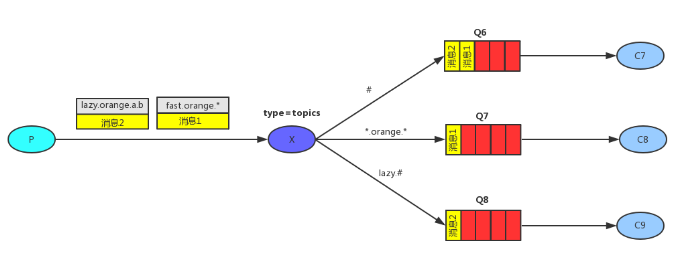 Q6
消息2
消息1
C7
lazy.orange.a.b
消息2
fast.orange.*
消息1
type=topics
#
P
X
*.orange.*
Q7
消息1
C8
lazy.#
Q8
消息2
C9